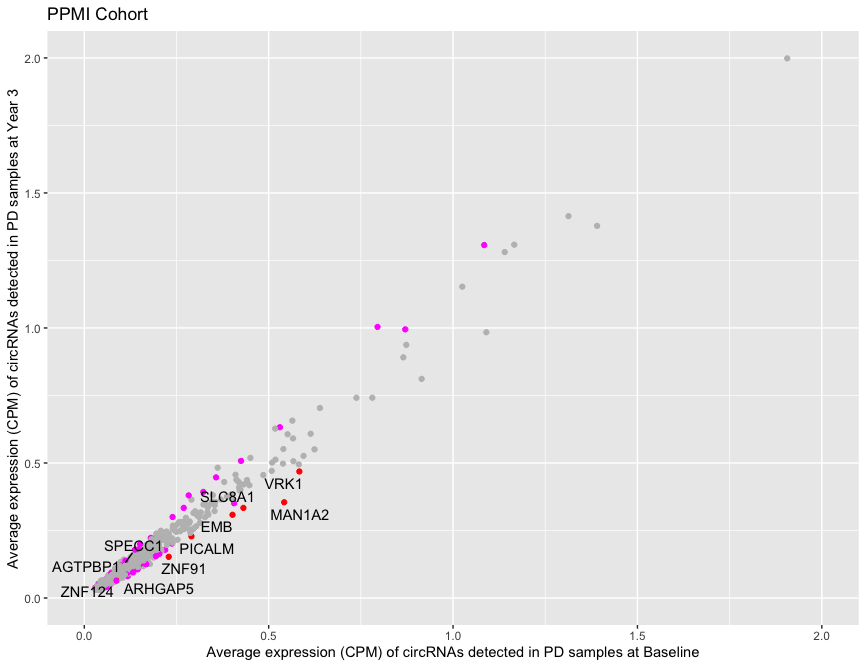 PPMI Cohort
Average expression (CPM) of circRNAs detected in PD samples at Year 3
2.0
1.5
1.0
0.5
0.0
VRK1
SLC8A1
MAN1A2
EMB
SPECC1
PICALM
AGTPBP1
ZNF91
ZNF124
ARHGAP5
0.0
0.5
1.0
1.5
2.0
Average expression (CPM) of circRNAs detected in PD samples at Baseline